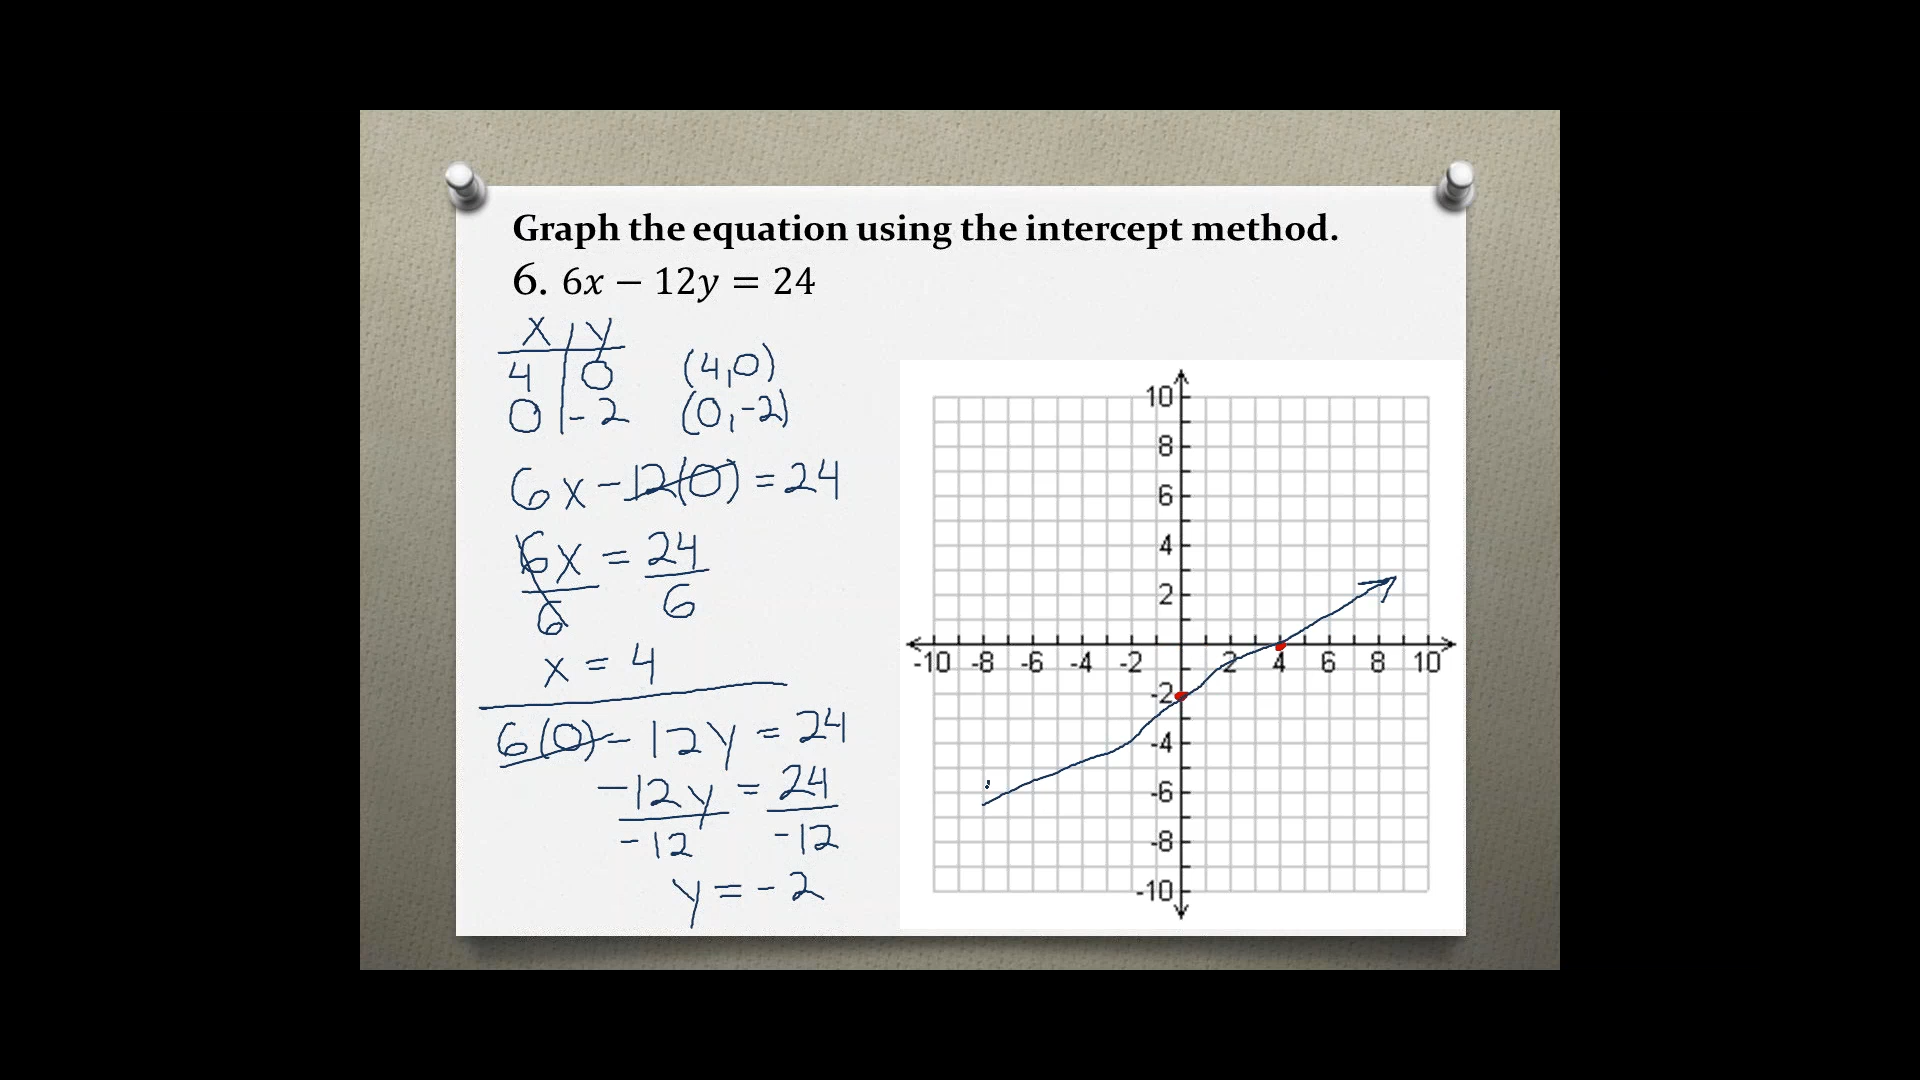 Graph the equation using the intercept method.
6. 6x − 12y = 24
x | y
4 | 0
0 | -2
(4,0)
(0,-2)
6x - 12(0) = 24
6x/6 = 24/6
x = 4
6(0) - 12y = 24
-12y/-12 = 24/-12
y = -2
10
8
6
4
2
-10 -8 -6 -4 -2 2 4 6 8 10
-2
-4
-6
-8
-10